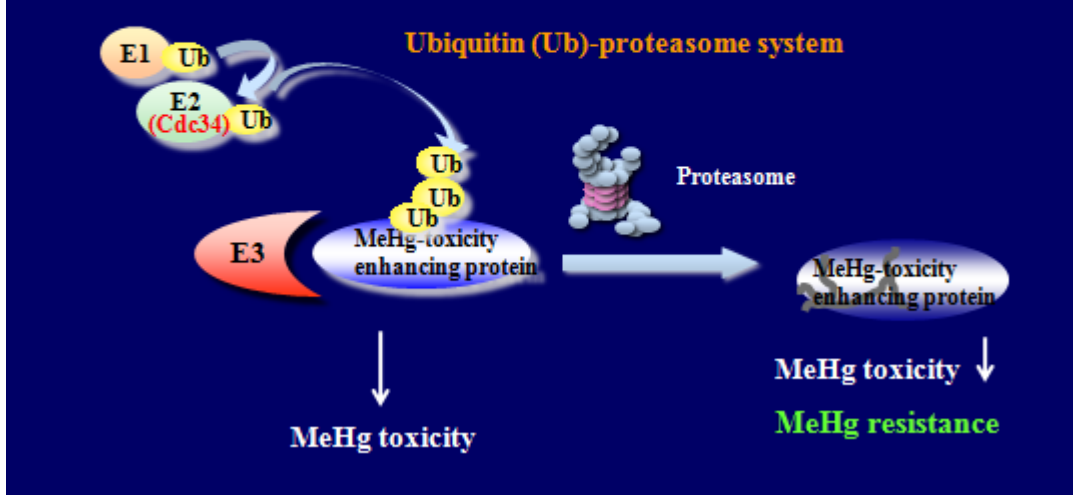 Ubiquitin (Ub)-proteasome system
E1
Ub
E2
(Cdc34)
Ub
Ub
Ub
Ub
Proteasome
E3
MeHg-toxicity
enhancing protein
MeHg-toxicity
enhancing protein
MeHg toxicity
MeHg toxicity
MeHg resistance